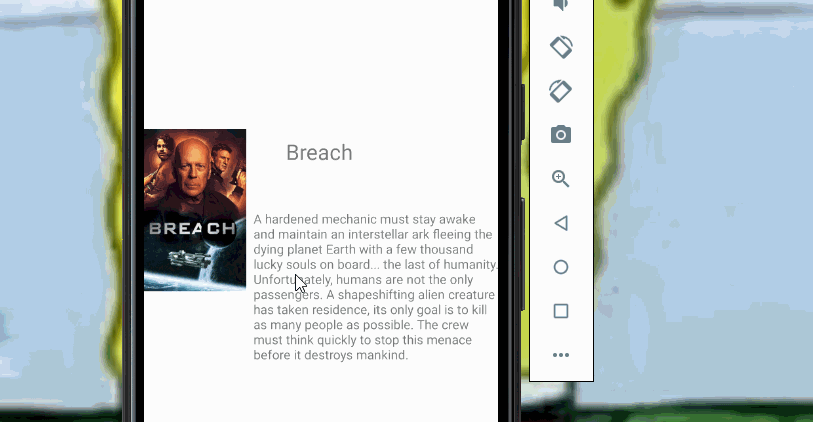 Breach
BREACH
A hardened mechanic must stay awake
and maintain an interstellar ark fleeing the
dying planet Earth with a few thousand
lucky souls on board... the last of humanity.
Unfortunately, humans are not the only
passengers. A shapeshifting alien creature
has taken residence, its only goal is to kill
as many people as possible. The crew
must think quickly to stop this menace
before it destroys mankind.